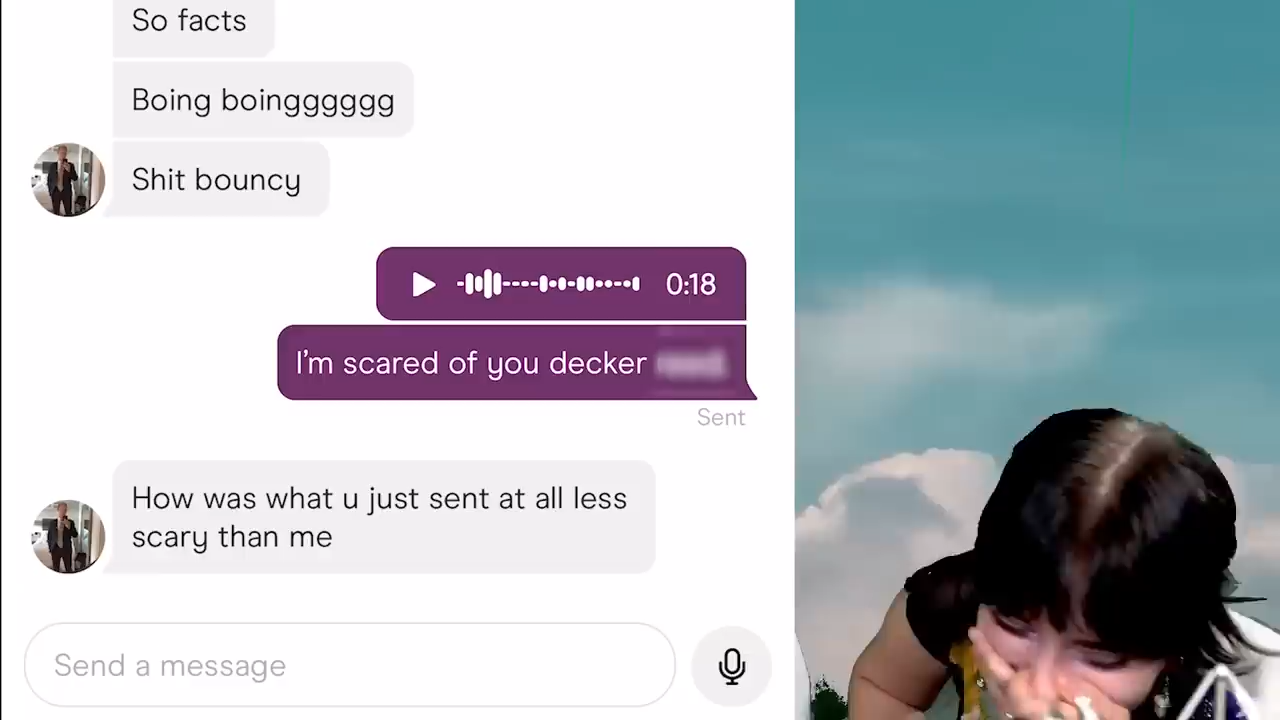 So facts
Boing boingggggg
Shit bouncy
0:18
I'm scared of you decker
Sent
How was what u just sent at all less
scary than me
Send a message